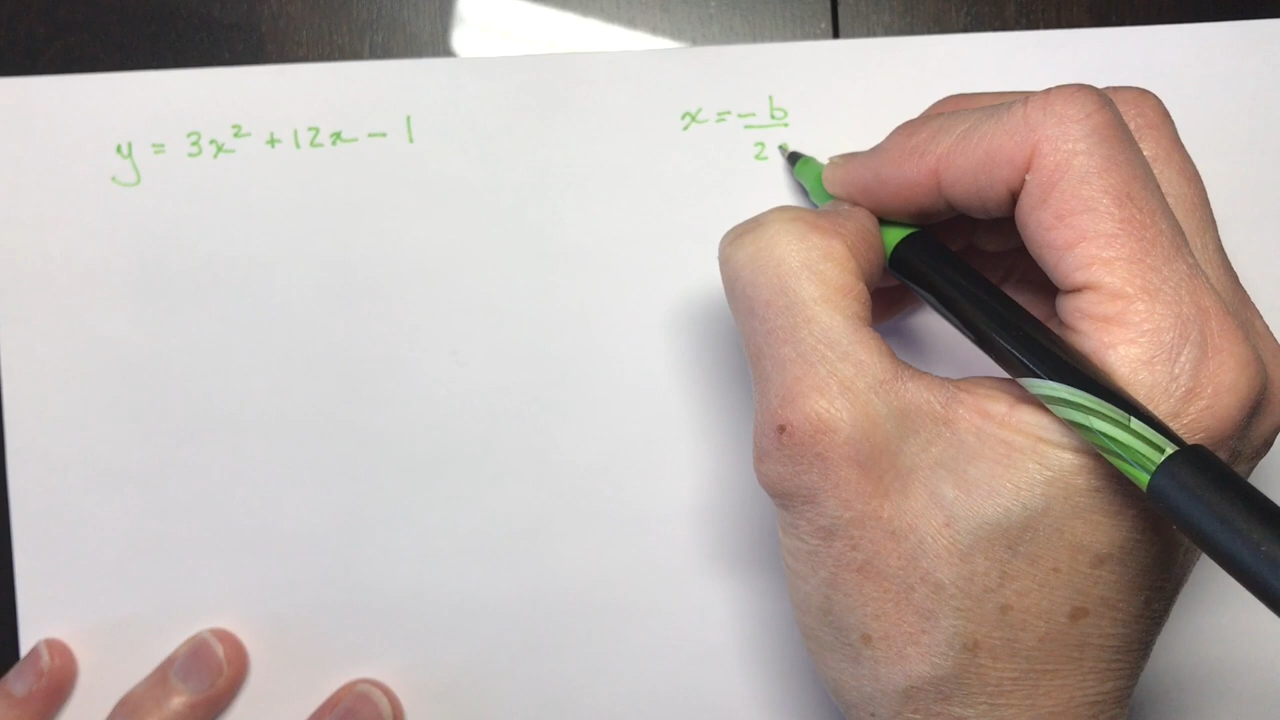 y = 3x² + 12x - 1
x = -b
2